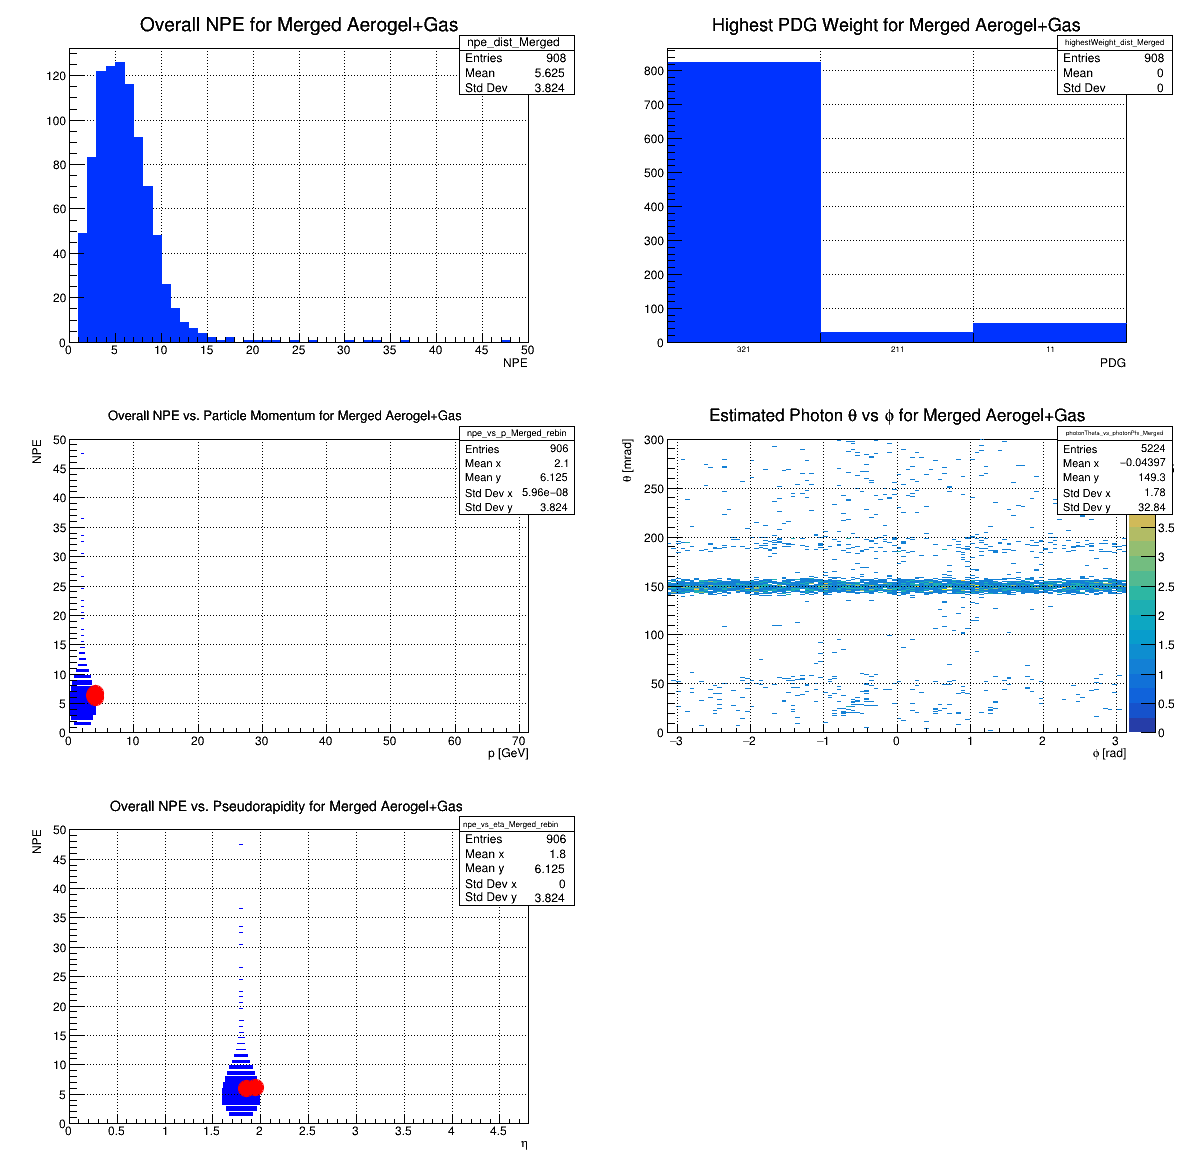 Overall NPE for Merged Aerogel+Gas
npe_dist_Merged
Entries 908
Mean 5.625
Std Dev 3.824
120
100
80
60
40
20
0
0 5 10 15 20 25 30 35 40 45 50
NPE
Highest PDG Weight for Merged Aerogel+Gas
highestWeight_dist_Merged
Entries 908
Mean 0
Std Dev 0
800
700
600
500
400
300
200
100
0
321 211 11
PDG
Overall NPE vs. Particle Momentum for Merged Aerogel+Gas
npe_vs_p_Merged_rebin
Entries 906
Mean x 2.1
Mean y 6.125
Std Dev x 5.96e−08
Std Dev y 3.824
NPE
50
45
40
35
30
25
20
15
10
5
0
0 10 20 30 40 50 60 70
p [GeV]
Estimated Photon θ vs ϕ for Merged Aerogel+Gas
photonTheta_vs_photonPhi_Merged
Entries 5224
Mean x −0.04397
Mean y 149.3
Std Dev x 1.78
Std Dev y 32.84
θ [mrad]
300
250
200
150
100
50
0
−3 −2 −1 0 1 2 3
ϕ [rad]
3.5
3
2.5
2
1.5
1
0.5
0
Overall NPE vs. Pseudorapidity for Merged Aerogel+Gas
npe_vs_eta_Merged_rebin
Entries 906
Mean x 1.8
Mean y 6.125
Std Dev x 0
Std Dev y 3.824
NPE
50
45
40
35
30
25
20
15
10
5
0
0 0.5 1 1.5 2 2.5 3 3.5 4 4.5
η